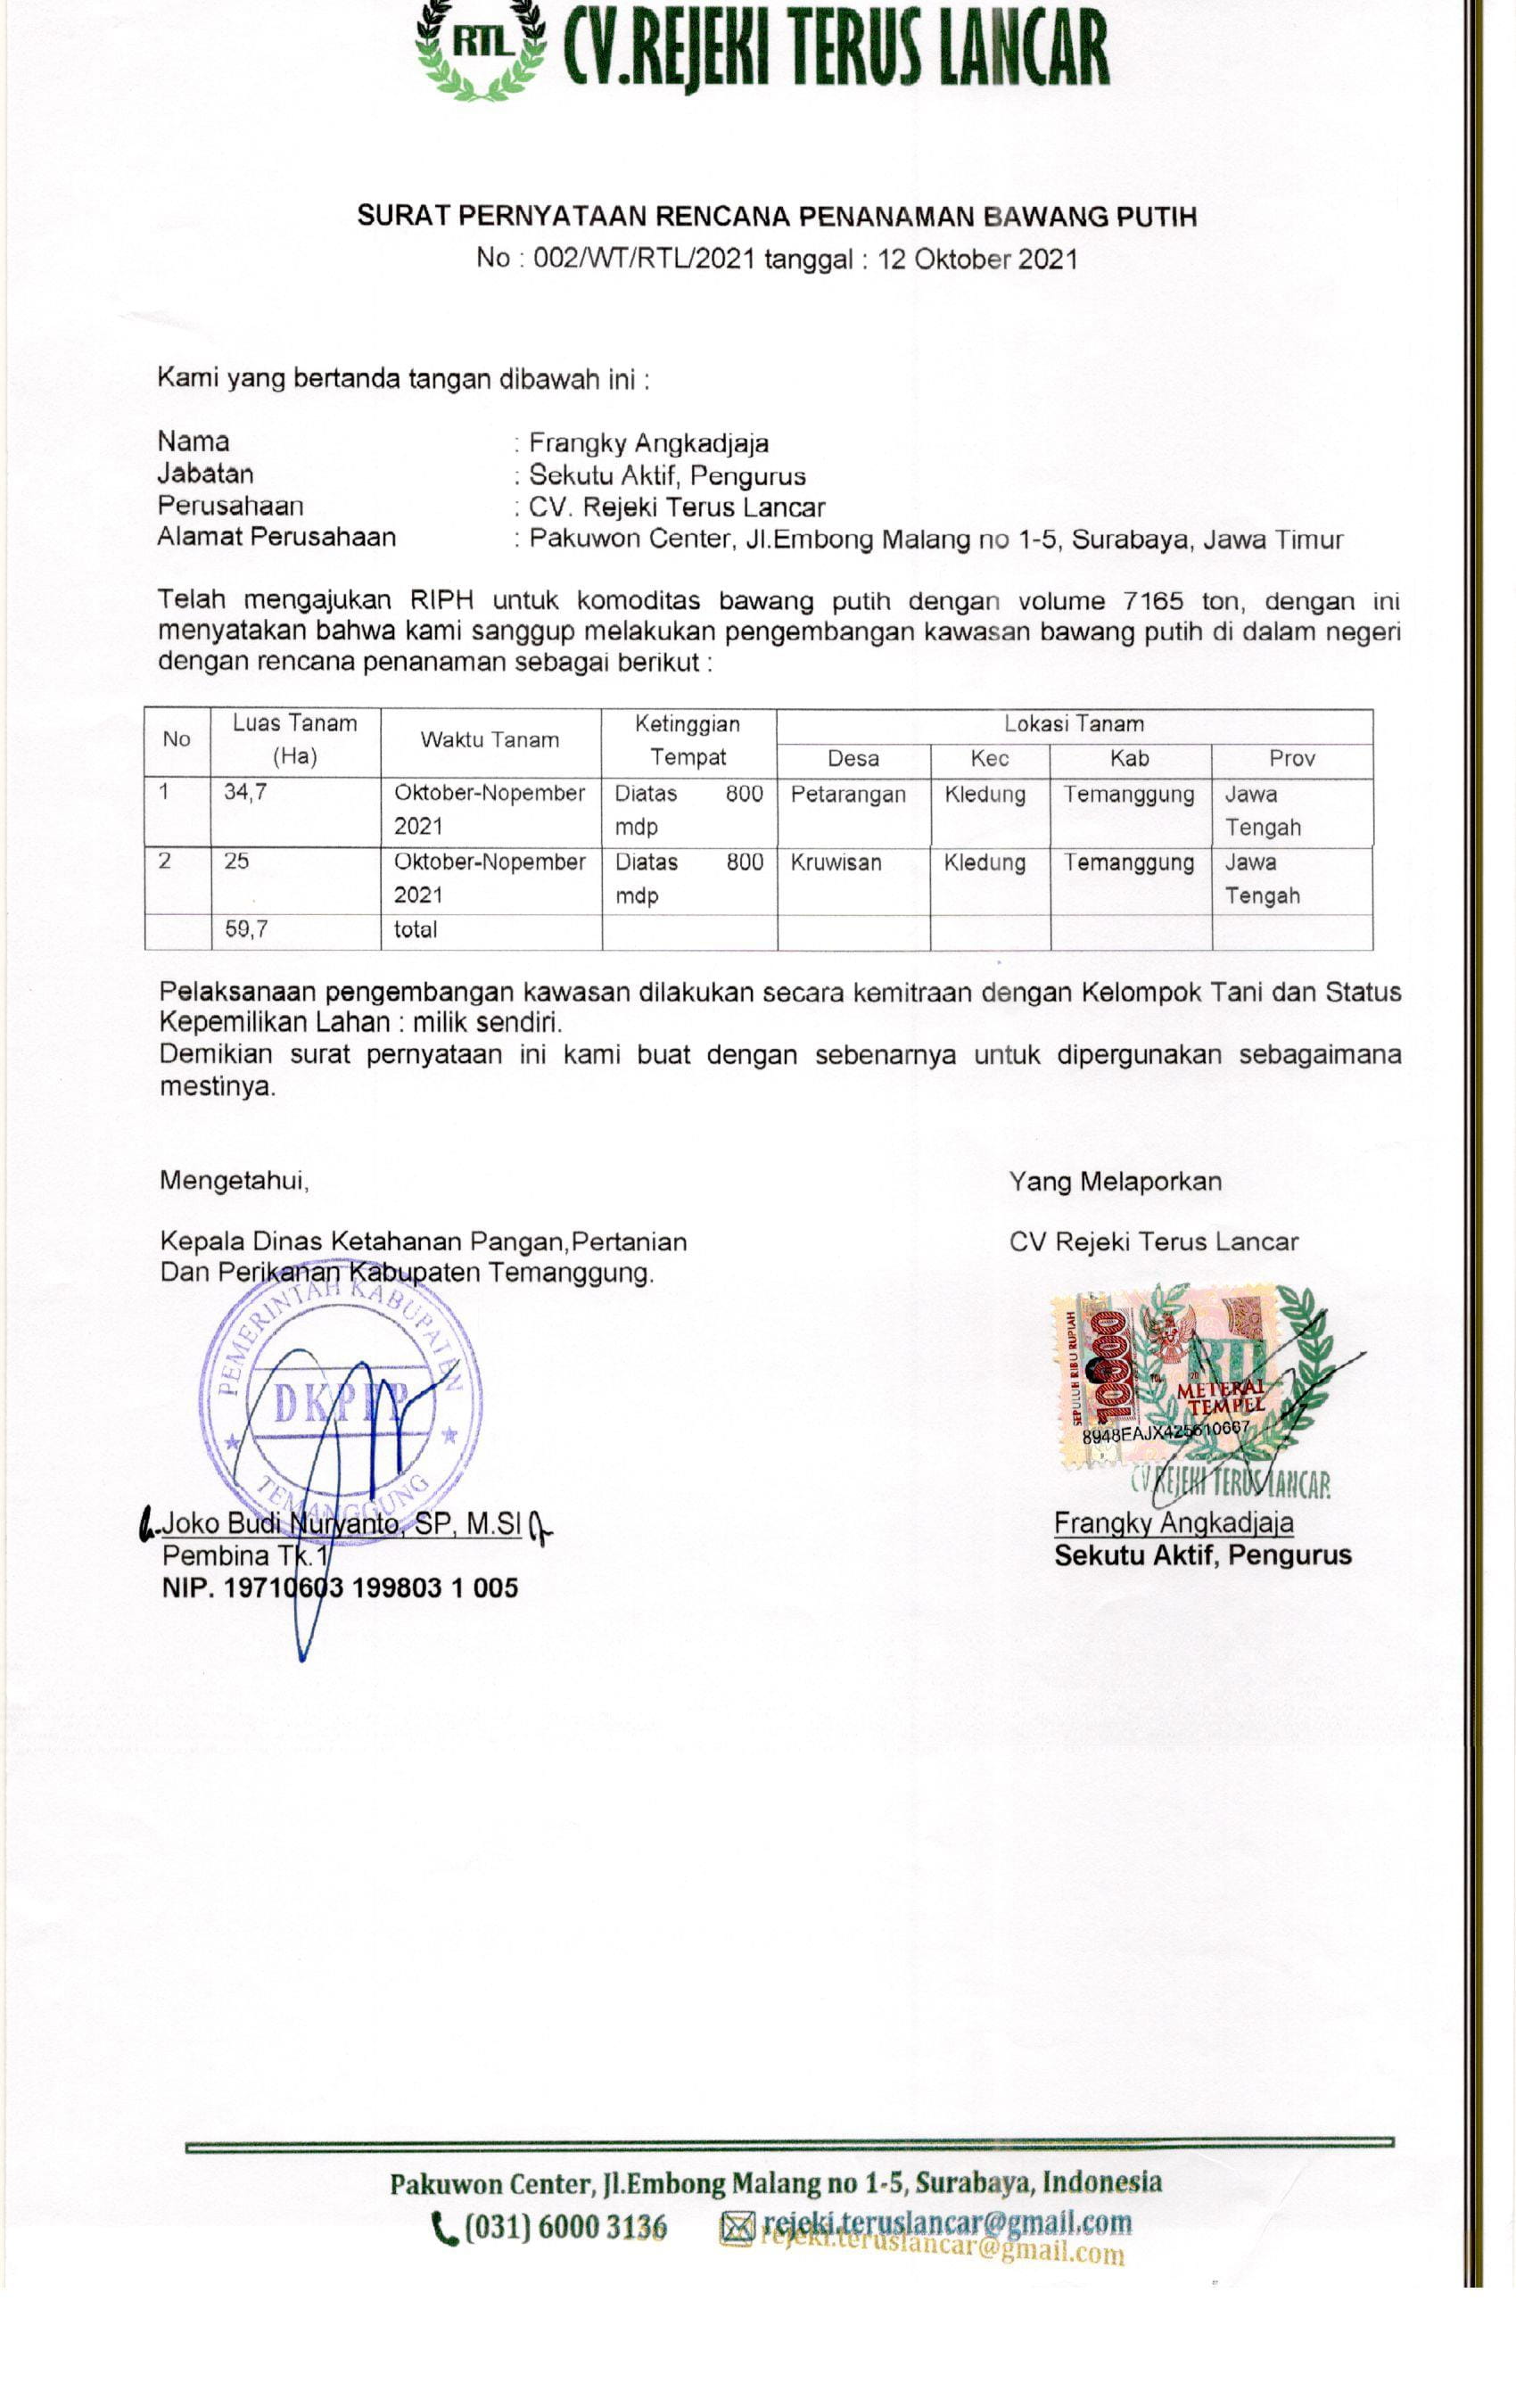 RTL CV.REJEKI TERUS LANCAR
SURAT PERNYATAAN RENCANA PENANAMAN BAWANG PUTIH
No : 002/WT/RTL/2021 tanggal : 12 Oktober 2021
Kami yang bertanda tangan dibawah ini :
Nama : Frangky Angkadjaja
Jabatan : Sekutu Aktif, Pengurus
Perusahaan : CV. Rejeki Terus Lancar
Alamat Perusahaan : Pakuwon Center, Jl.Embong Malang no 1-5, Surabaya, Jawa Timur
Telah mengajukan RIPH untuk komoditas bawang putih dengan volume 7165 ton, dengan ini
menyatakan bahwa kami sanggup melakukan pengembangan kawasan bawang putih di dalam negeri
dengan rencana penanaman sebagai berikut :
No Luas Tanam Waktu Tanam Ketinggian Lokasi Tanam
(Ha) Tempat Desa Kec Kab Prov
1 34,7 Oktober-Nopember Diatas 800 Petarangan Kledung Temanggung Jawa
2021 mdp Tengah
2 25 Oktober-Nopember Diatas 800 Kruwisan Kledung Temanggung Jawa
2021 mdp Tengah
59,7 total
Pelaksanaan pengembangan kawasan dilakukan secara kemitraan dengan Kelompok Tani dan Status
Kepemilikan Lahan : milik sendiri.
Demikian surat pernyataan ini kami buat dengan sebenarnya untuk dipergunakan sebagaimana
mestinya.
Mengetahui, Yang Melaporkan
Kepala Dinas Ketahanan Pangan,Pertanian CV Rejeki Terus Lancar
Dan Perikanan Kabupaten Temanggung.
PEMERINTAH KABUPATEN
DKPPP
TEMANGGUNG
SEPULUH RIBU RUPIAH
10000
RTL
METERAI
TEMPEL
8948EAJX425610667
CV.REJEKI TERUS LANCAR
Joko Budi Nuryanto, SP, M.SI Frangky Angkadjaja
Pembina Tk.1 Sekutu Aktif, Pengurus
NIP. 19710603 199803 1 005
Pakuwon Center, Jl.Embong Malang no 1-5, Surabaya, Indonesia
(031) 6000 3136 rejeki.teruslancar@gmail.com
rejeki.teruslancar@gmail.com